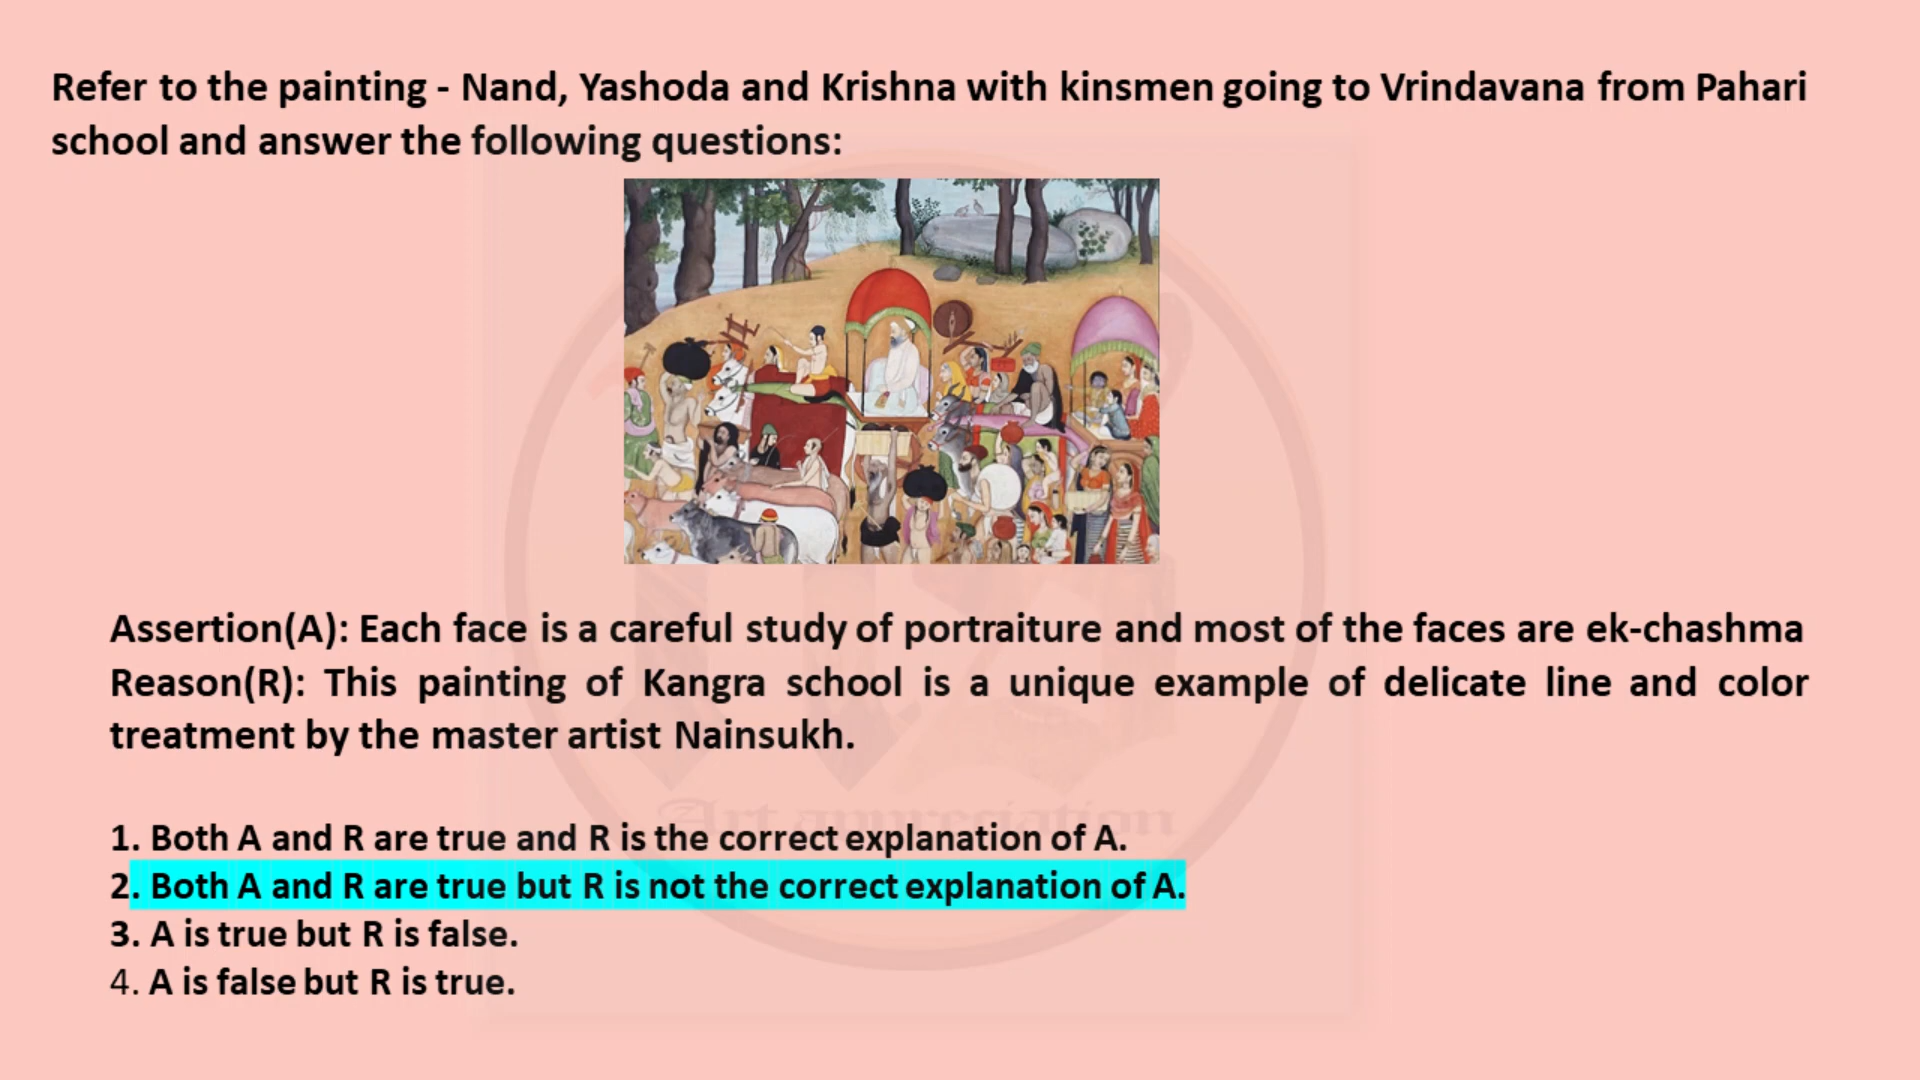 Refer to the painting - Nand, Yashoda and Krishna with kinsmen going to Vrindavana from Pahari
school and answer the following questions:
Assertion(A): Each face is a careful study of portraiture and most of the faces are ek-chashma
Reason(R): This painting of Kangra school is a unique example of delicate line and color
treatment by the master artist Nainsukh.
Art appreciation
1. Both A and R are true and R is the correct explanation of A.
2. Both A and R are true but R is not the correct explanation of A.
3. A is true but R is false.
4. A is false but R is true.